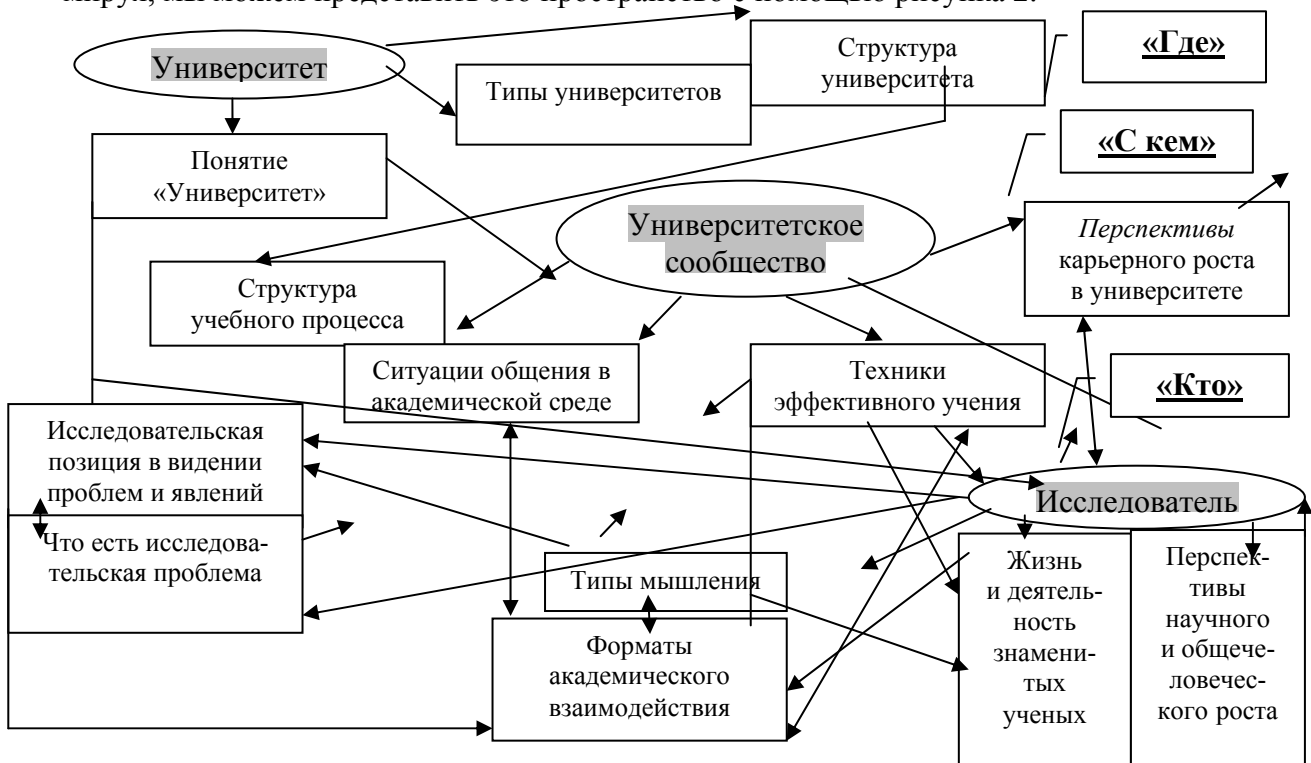 мируя, мы можем представить это пространство с помощью рисунка 2.
Университет
Типы университетов
Структура
университета
«Где»
Понятие
«Университет»
«С кем»
Университетское
сообщество
Перспективы
карьерного роста
в университете
Структура
учебного процесса
Ситуации общения в
академической среде
Техники
эффективного учения
«Кто»
Исследовательская
позиция в видении
проблем и явлений
Исследователь
Что есть исследова-
тельская проблема
Типы мышления
Жизнь
и деятель-
ность
знамени-
тых
ученых
Перспек-
тивы
научного
и общече-
ловечес-
кого роста
Форматы
академического
взаимодействия